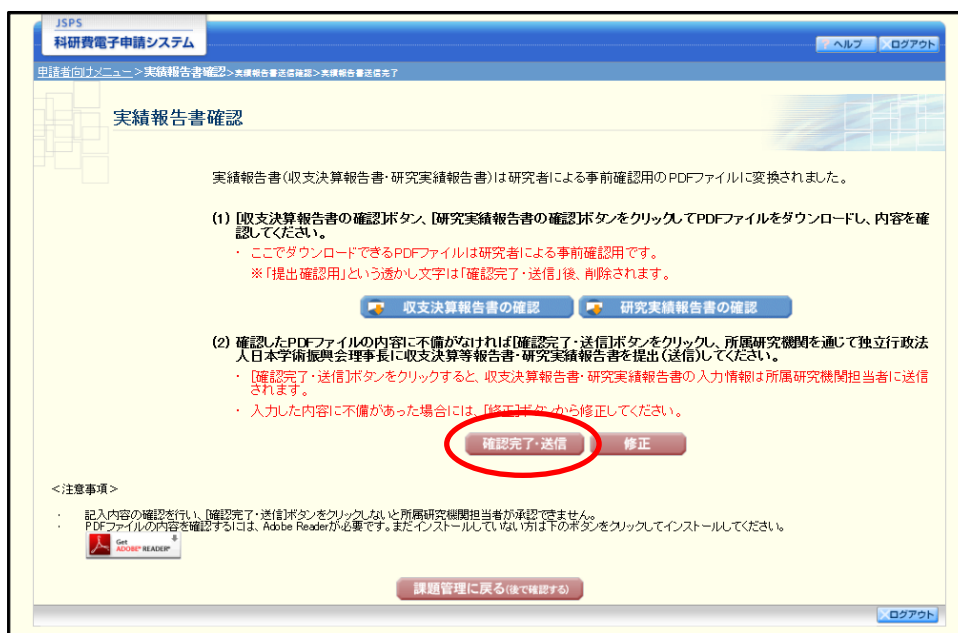 JSPS
科研費電子申請システム
ヘルプ
ログアウト
申請者向けメニュー>実績報告書確認>実績報告書送信確認>実績報告書送信完了
実績報告書確認
実績報告書(収支決算報告書・研究実績報告書)は研究者による事前確認用のPDFファイルに変換されました。
(1) [収支決算報告書の確認]ボタン、[研究実績報告書の確認]ボタンをクリックしてPDFファイルをダウンロードし、内容を確
認してください。
・ ここでダウンロードできるPDFファイルは研究者による事前確認用です。
※「提出確認用」という透かし文字は「確認完了・送信」後、削除されます。
収支決算報告書の確認
研究実績報告書の確認
(2) 確認したPDFファイルの内容に不備がなければ[確認完了・送信]ボタンをクリックし、所属研究機関を通じて独立行政法
人日本学術振興会理事長に収支決算等報告書・研究実績報告書を提出(送信)してください。
・ [確認完了・送信]ボタンをクリックすると、収支決算報告書・研究実績報告書の入力情報は所属研究機関担当者に送信
されます。
・ 入力した内容に不備があった場合には、[修正]ボタンから修正してください。
確認完了・送信
修正
<注意事項>
・ 記入内容の確認を行い、[確認完了・送信]ボタンをクリックしないと所属研究機関担当者が承認できません。
・ PDFファイルの内容を確認するには、Adobe Readerが必要です。まだインストールしていない方は下のボタンをクリックしてインストールしてください。
Get
ADOBE® READER®
課題管理に戻る(後で確認する)
ログアウト